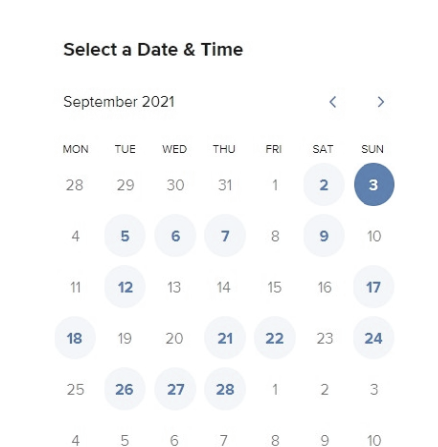 Select a Date & Time
September 2021
MON TUE WED THU FRI SAT SUN
28 29 30 31 1 2 3
4 5 6 7 8 9 10
11 12 13 14 15 16 17
18 19 20 21 22 23 24
25 26 27 28 1 2 3
4 5 6 7 8 9 10